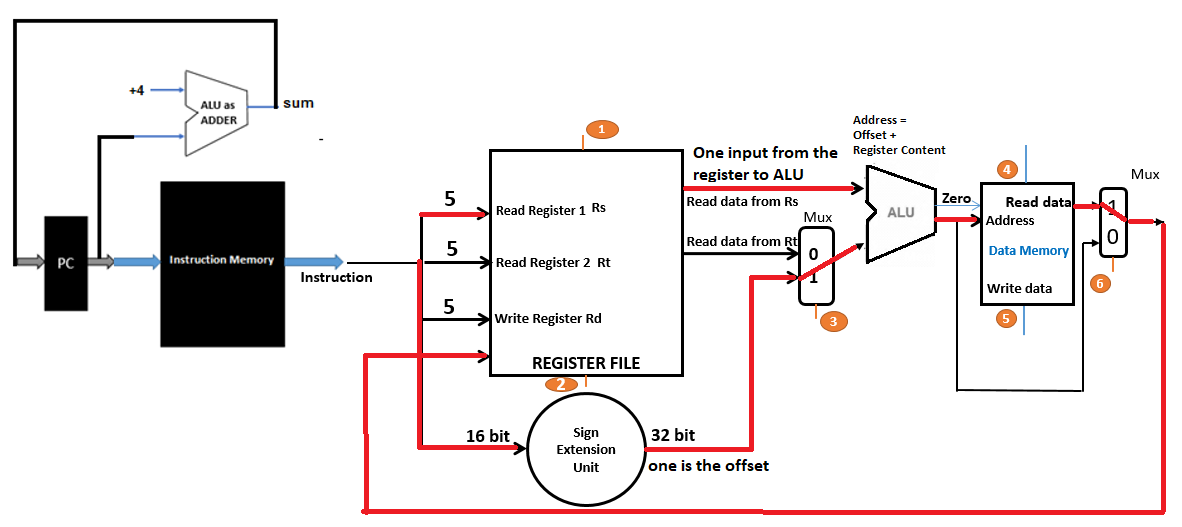 +4
ALU as
ADDER
sum
PC
Instruction Memory
Instruction
1
5
Read Register 1 Rs
5
Read Register 2 Rt
5
Write Register Rd
REGISTER FILE
2
16 bit
Sign
Extension
Unit
32 bit
one is the offset
One input from the
register to ALU
Read data from Rs
Read data from Rt
Mux
0
1
3
Address =
Offset +
Register Content
ALU
Zero
4
Read data
Address
Data Memory
Write data
5
Mux
1
0
6